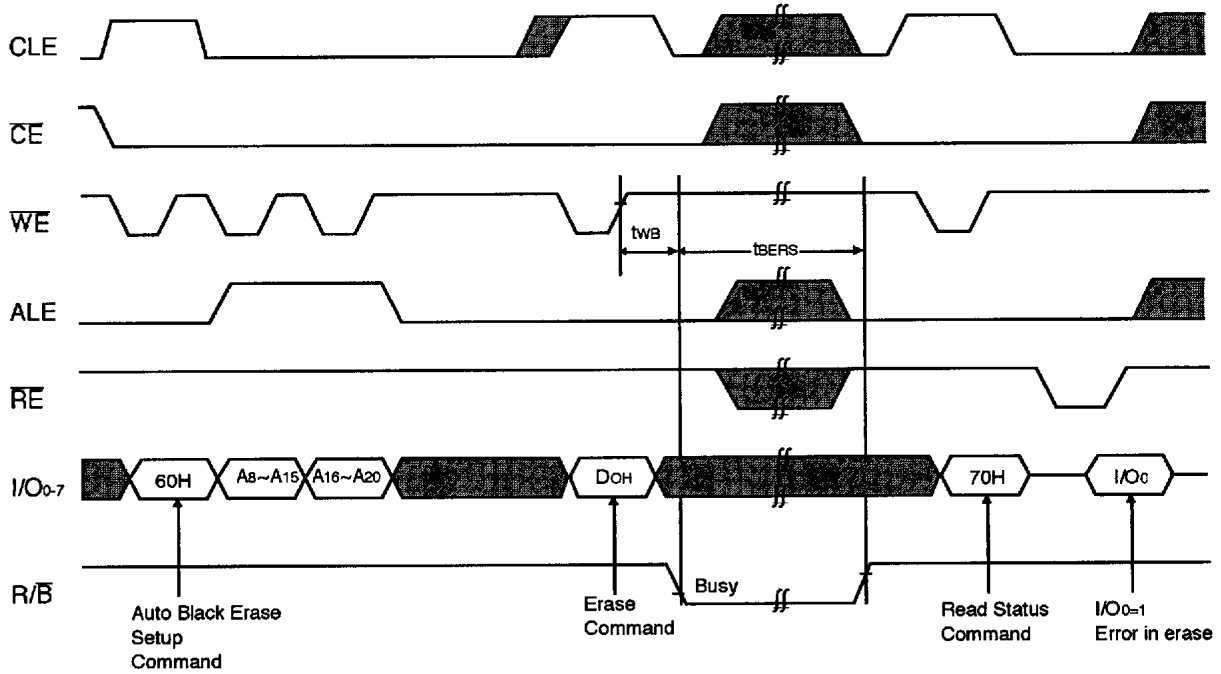 CLE
CE
WE
tWB
tBERS
ALE
RE
I/O0-7
60H
A8~A15
A16~A20
DOH
70H
I/O0
R/B
Busy
Auto Black Erase
Setup
Command
Erase
Command
Read Status
Command
I/O0=1
Error in erase